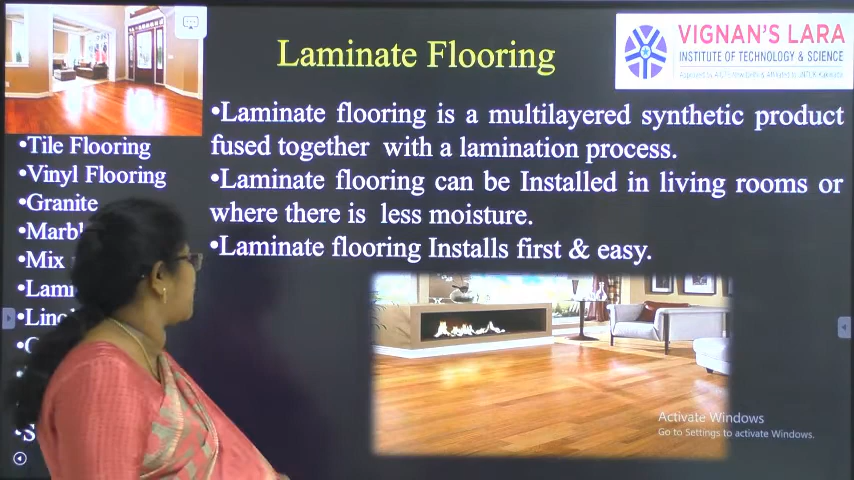 Laminate Flooring
VIGNAN'S LARA
INSTITUTE OF TECHNOLOGY & SCIENCE
•Laminate flooring is a multilayered synthetic product
fused together with a lamination process.
•Laminate flooring can be Installed in living rooms or
where there is less moisture.
•Laminate flooring Installs first & easy.
•Tile Flooring
•Vinyl Flooring
•Granite
•Mix
Activate Windows
Go to Settings to activate Windows.